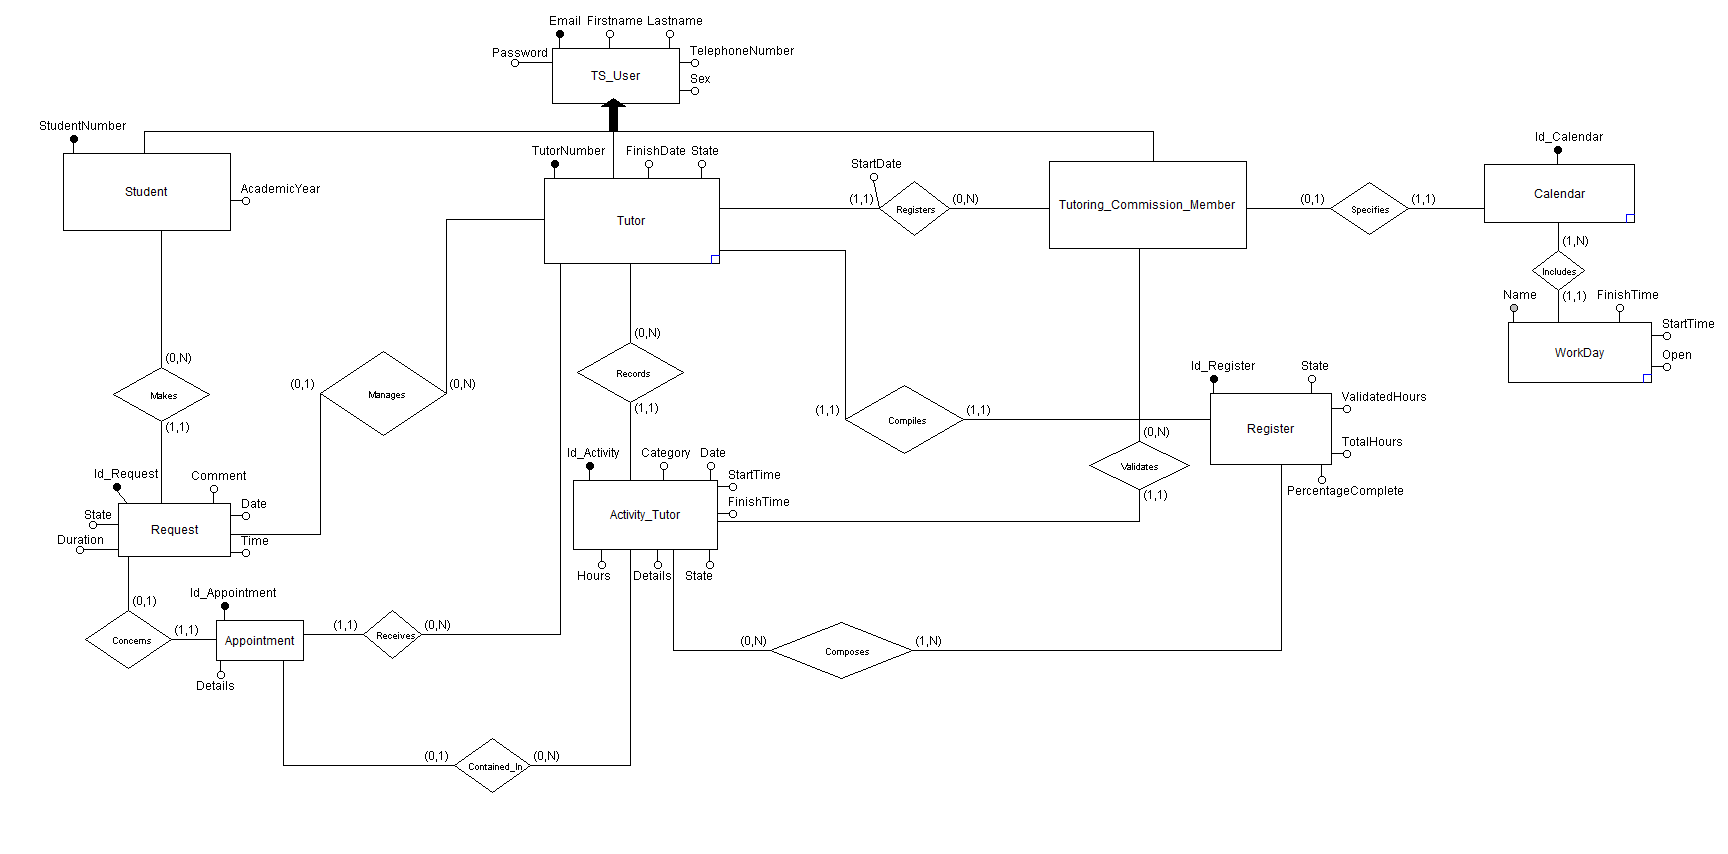 Email Firstname Lastname
Password
TelephoneNumber
TS_User
Sex
StudentNumber
Student
AcademicYear
TutorNumber FinishDate State
Tutor
StartDate
(1,1) Registers (0,N)
Tutoring_Commission_Member
(0,1) Specifies (1,1)
Id_Calendar
Calendar
(1,N)
Includes
(1,1)
Name FinishTime
StartTime
WorkDay
Open
(0,N)
Makes
(1,1)
(0,1) Manages (0,N)
(0,N)
Records
(1,1)
(1,1) Compiles (1,1)
Id_Register State
ValidatedHours
Register
TotalHours
PercentageComplete
(0,N)
Validates
(1,1)
Id_Request Comment
State
Date
Request
Duration
Time
Id_Activity Category Date
StartTime
FinishTime
Activity_Tutor
Hours Details State
(0,1)
Concerns (1,1)
Id_Appointment
Appointment
Details
(1,1) Receives (0,N)
(0,N) Composes (1,N)
(0,1) Contained_In (0,N)